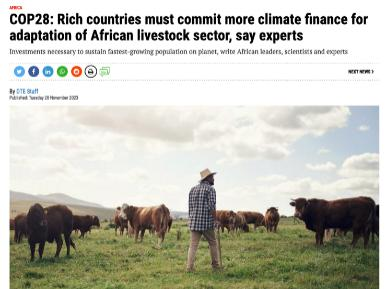 AFRICA
COP28: Rich countries must commit more climate finance for
adaptation of African livestock sector, say experts
Investments necessary to sustain fastest-growing population on planet, write African leaders, scientists and experts
NEXT NEWS >
By DTE Staff
Published: Tuesday 28 November 2023